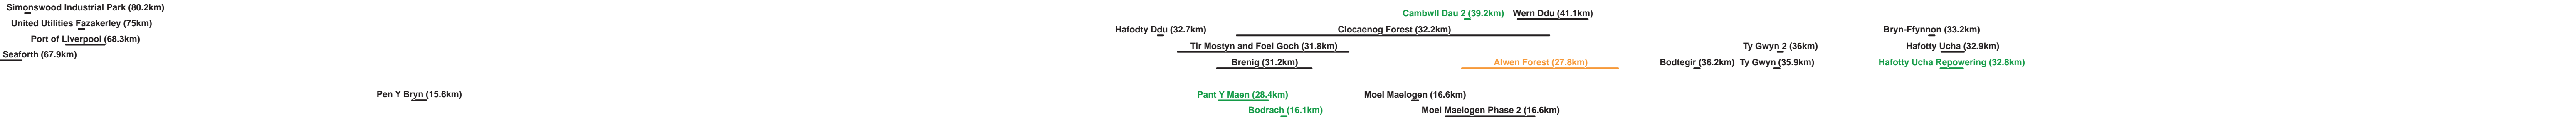 Simonswood Industrial Park (80.2km)
United Utilities Fazakerley (75km)
Port of Liverpool (68.3km)
Seaforth (67.9km)
Pen Y Bryn (15.6km)
Hafodty Ddu (32.7km)
Cambwll Dau 2 (39.2km)
Wern Ddu (41.1km)
Clocaenog Forest (32.2km)
Tir Mostyn and Foel Goch (31.8km)
Brenig (31.2km)
Alwen Forest (27.8km)
Pant Y Maen (28.4km)
Moel Maelogen (16.6km)
Bodrach (16.1km)
Moel Maelogen Phase 2 (16.6km)
Ty Gwyn 2 (36km)
Bodtegir (36.2km)
Ty Gwyn (35.9km)
Bryn-Ffynnon (33.2km)
Hafotty Ucha (32.9km)
Hafotty Ucha Repowering (32.8km)